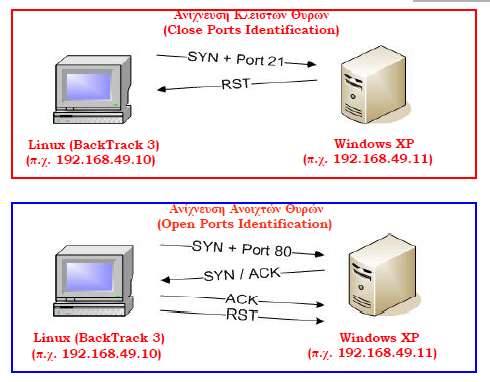 Ανίχνευση Κλειστών Θυρών
(Close Ports Identification)
SYN + Port 21
RST
Linux (BackTrack 3)
(π.χ. 192.168.49.10)
Windows XP
(π.χ. 192.168.49.11)
Ανίχνευση Ανοιχτών Θυρών
(Open Ports Identification)
SYN + Port 80
SYN / ACK
ACK
RST
Linux (BackTrack 3)
(π.χ. 192.168.49.10)
Windows XP
(π.χ. 192.168.49.11)